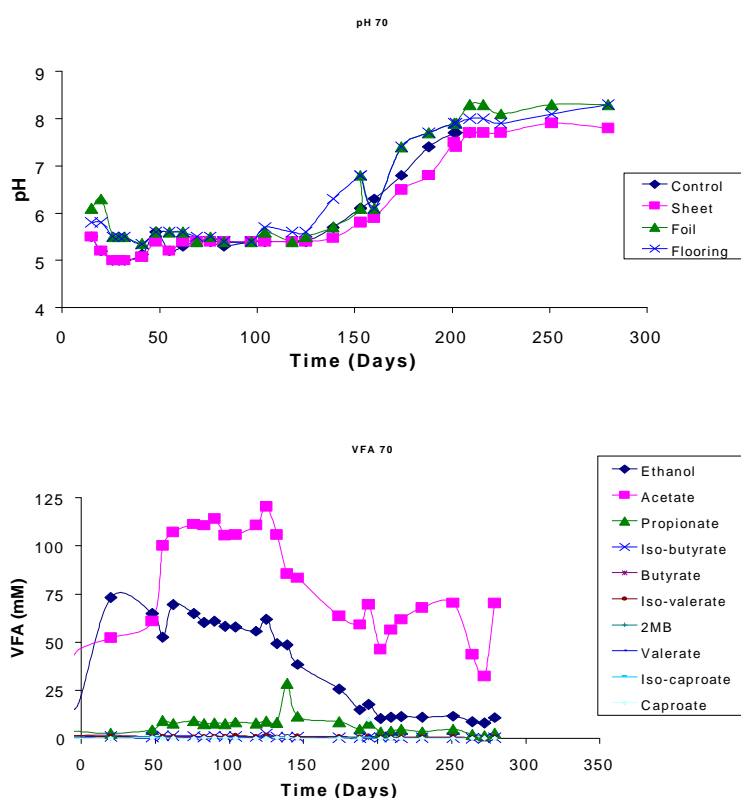 pH 70
9
8
7
6
5
4
pH
0 50 100 150 200 250 300
Time (Days)
Control
Sheet
Foil
Flooring
VFA 70
125
100
75
50
25
0
VFA (mM)
0 50 100 150 200 250 300 350
Time (Days)
Ethanol
Acetate
Propionate
Iso-butyrate
Butyrate
Iso-valerate
2MB
Valerate
Iso-caproate
Caproate